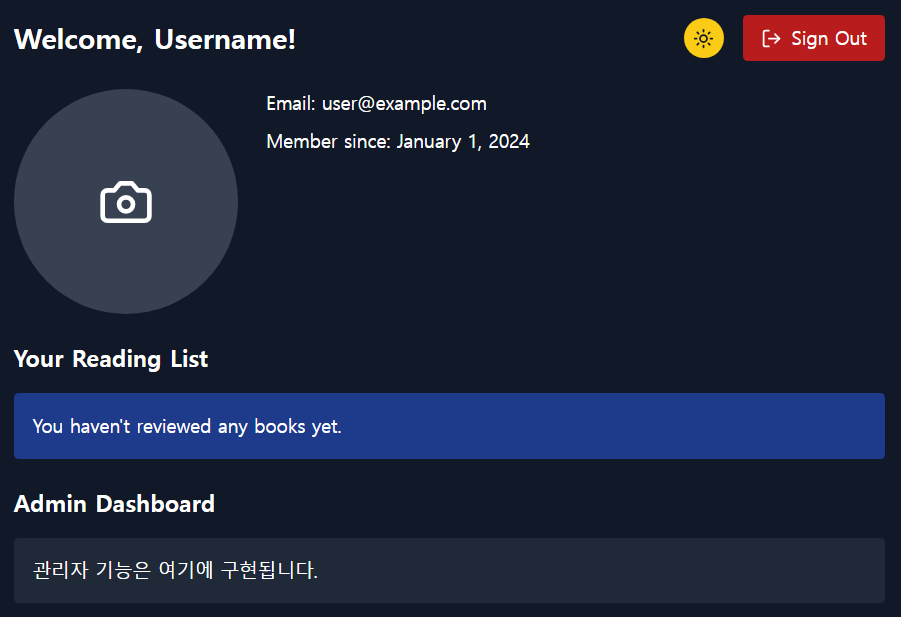 Welcome, Username!
Sign Out
Email: user@example.com
Member since: January 1, 2024
Your Reading List
You haven't reviewed any books yet.
Admin Dashboard
관리자 기능은 여기에 구현됩니다.